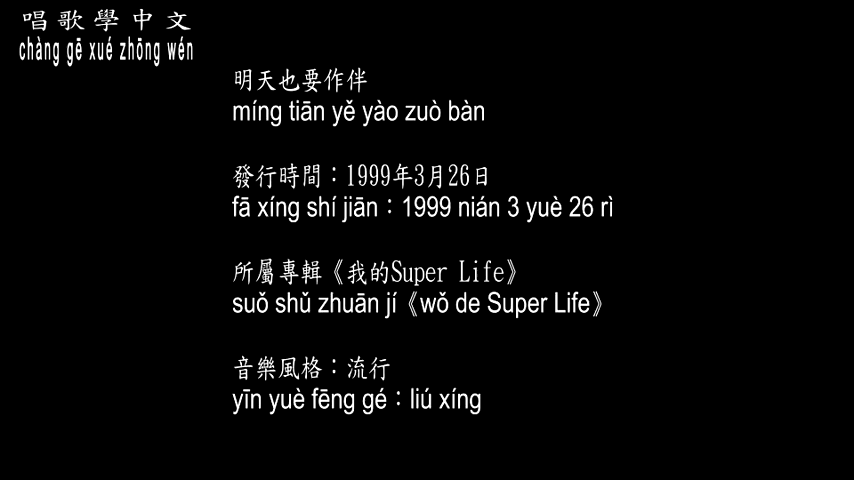 唱歌學中文
chàng gē xué zhōng wén
明天也要作伴
míng tiān yě yào zuò bàn
發行時間：1999年3月26日
fā xíng shí jiān：1999 nián 3 yuè 26 rì
所屬專輯《我的Super Life》
suǒ shǔ zhuān jí《wǒ de Super Life》
音樂風格：流行
yīn yuè fēng gé：liú xíng